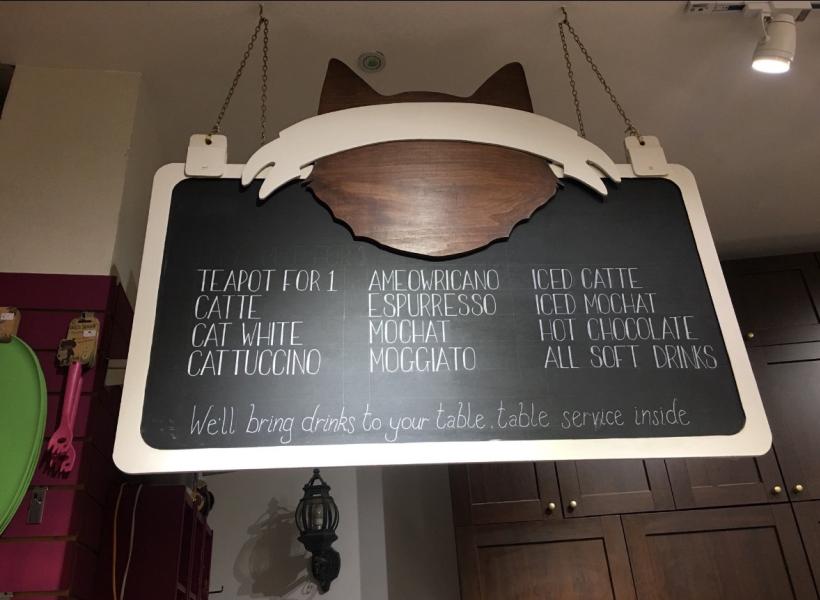 TEAPOT FOR 1
CATTE
CAT WHITE
CATTUCCINO
AMEOWRICANO
ESPURRESSO
MOCHAT
MOGGIATO
ICED CATTE
ICED MOCHAT
HOT CHOCOLATE
ALL SOFT DRINKS
We'll bring drinks to your table, table service inside